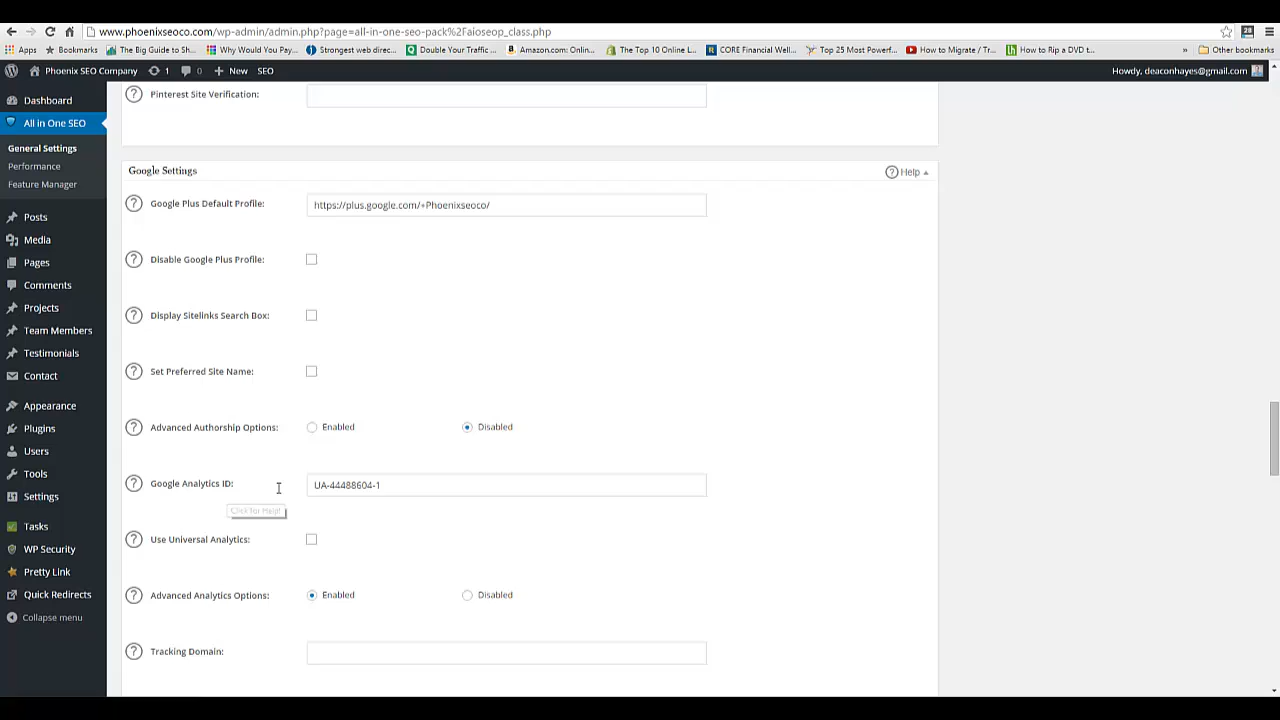 www.phoenixseoco.com/wp-admin/admin.php?page=all-in-one-seo-pack%2Faioseop_class.php
Apps Bookmarks The Big Guide to Sh... Why Would You Pay... Strongest web direc... Double Your Traffic ... Amazon.com: Onlin... The Top 10 Online L... CORE Financial Well... Top 25 Most Powerf... How to Migrate / Tr... How to Rip a DVD t... » Other bookmarks
Phoenix SEO Company 1 0 New SEO Howdy, deaconhayes@gmail.com
Dashboard
All in One SEO
General Settings
Performance
Feature Manager
Posts
Media
Pages
Comments
Projects
Team Members
Testimonials
Contact
Appearance
Plugins
Users
Tools
Settings
Tasks
WP Security
Pretty Link
Quick Redirects
Collapse menu
Pinterest Site Verification:
Google Settings Help
Google Plus Default Profile: https://plus.google.com/+Phoenixseoco/
Disable Google Plus Profile:
Display Sitelinks Search Box:
Set Preferred Site Name:
Advanced Authorship Options: Enabled Disabled
Google Analytics ID: UA-44488604-1
Click for Help!
Use Universal Analytics:
Advanced Analytics Options: Enabled Disabled
Tracking Domain: